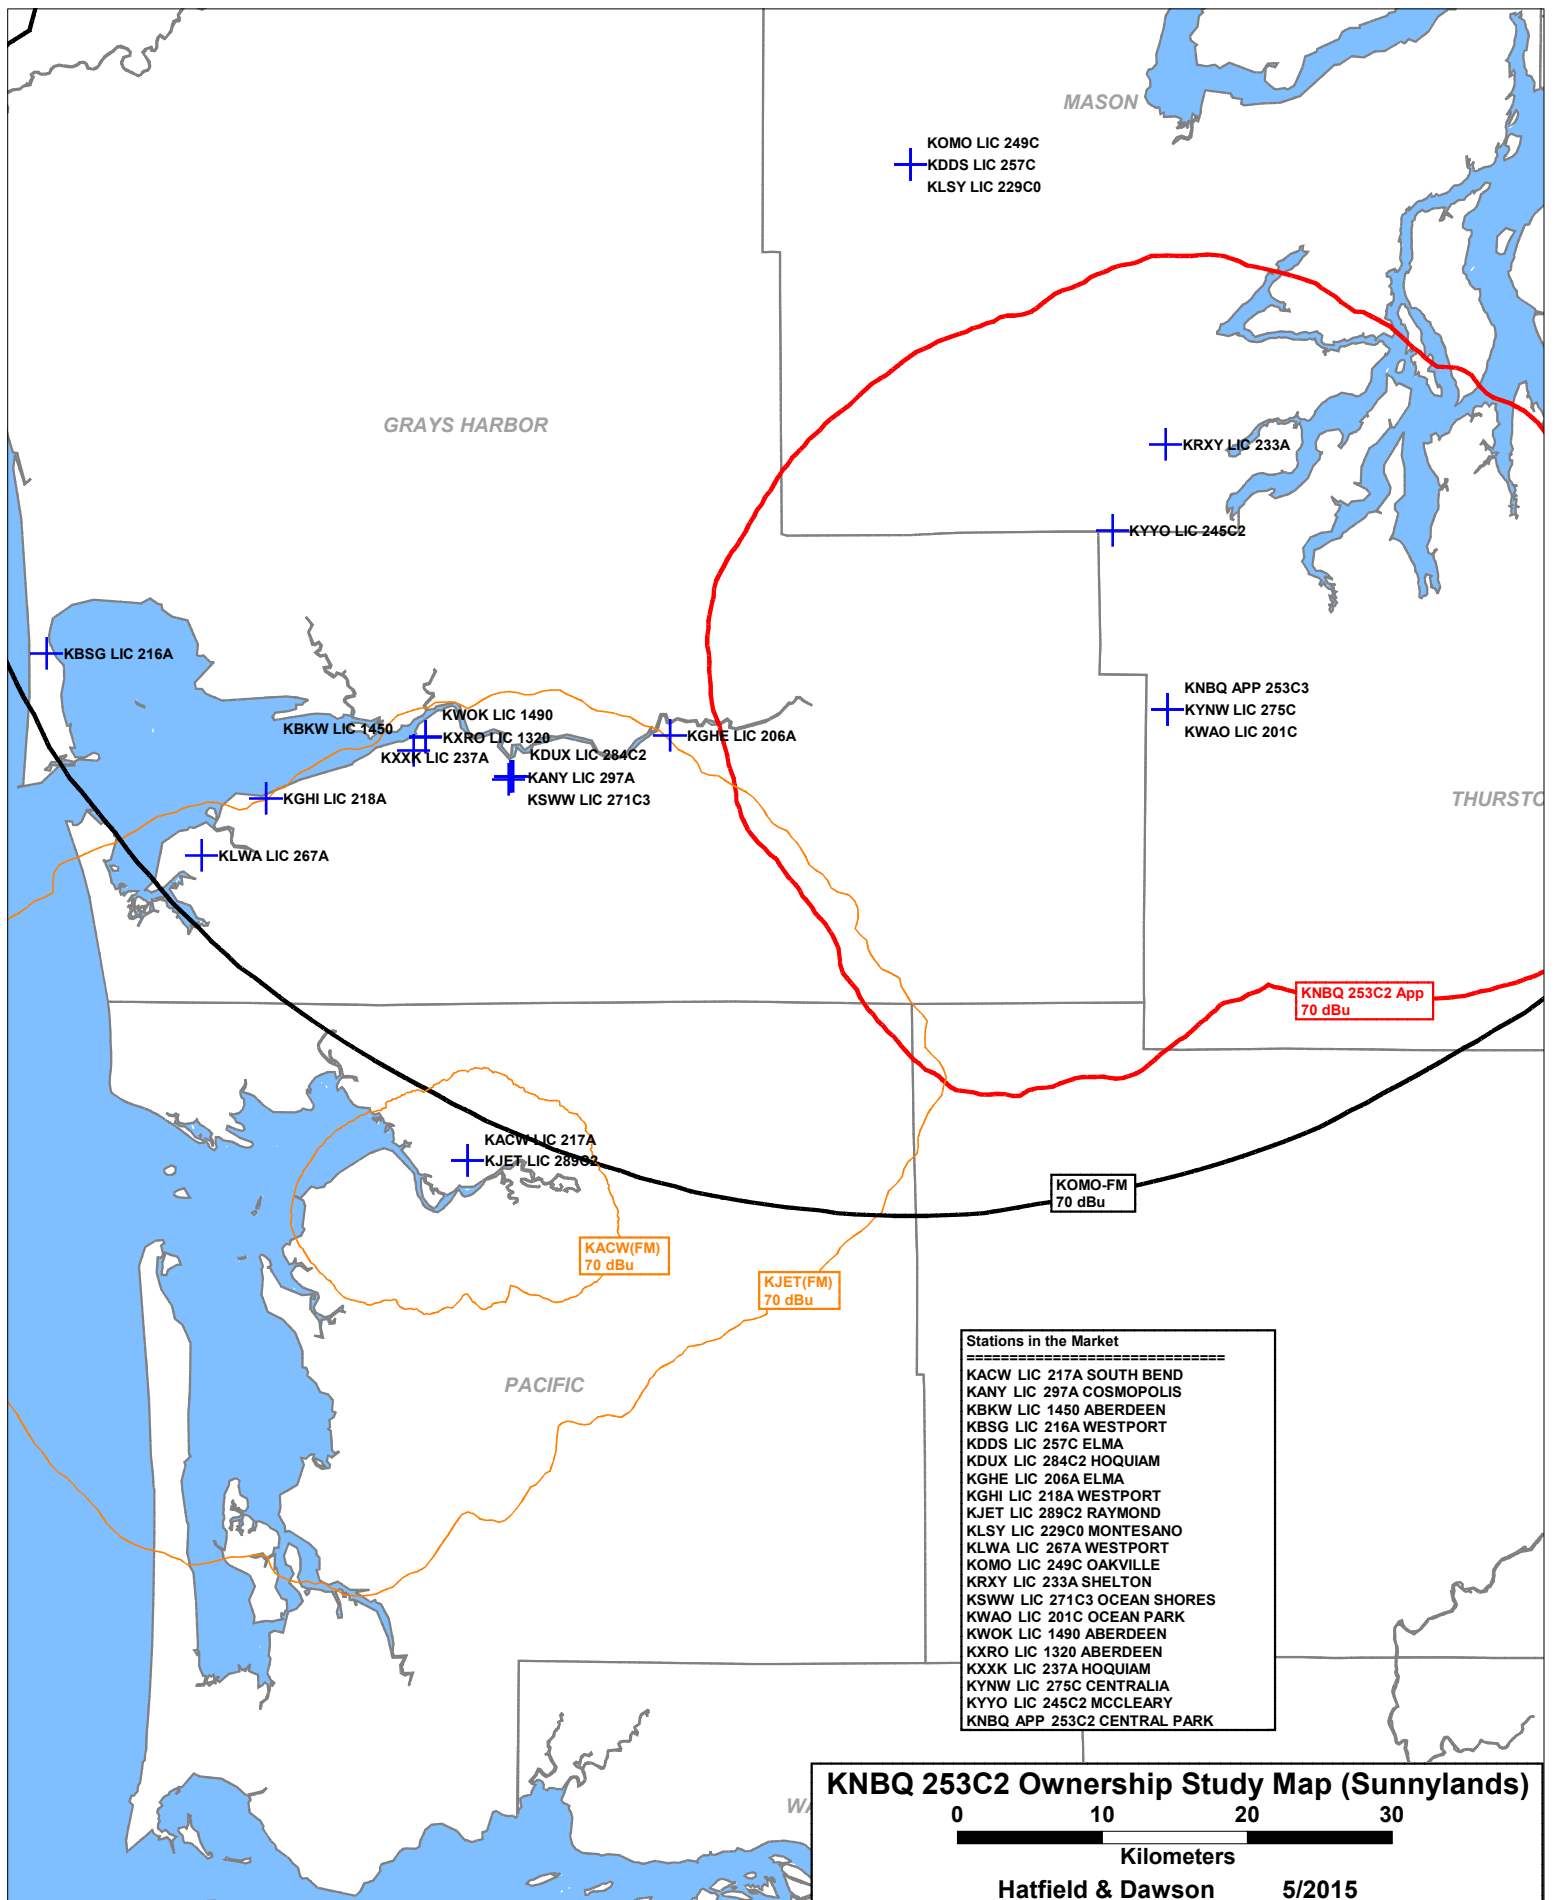 MASON
KOMO LIC 249C
KDDS LIC 257C
KLSY LIC 229C0
GRAYS HARBOR
KRXY LIC 233A
KYYO LIC 245C2
KBSG LIC 216A
KNBQ APP 253C3
KYNW LIC 275C
KWAO LIC 201C
KWOK LIC 1490
KBKW LIC 1450
KXRO LIC 1320
KGHE LIC 206A
KXXK LIC 237A
KDUX LIC 284C2
KANY LIC 297A
KSWW LIC 271C3
KGHI LIC 218A
THURSTO
KLWA LIC 267A
KNBQ 253C2 App
70 dBu
KACW LIC 217A
KJET LIC 289C2
KOMO-FM
70 dBu
KACW(FM)
70 dBu
KJET(FM)
70 dBu
PACIFIC
Stations in the Market
==============================
KACW LIC 217A SOUTH BEND
KANY LIC 297A COSMOPOLIS
KBKW LIC 1450 ABERDEEN
KBSG LIC 216A WESTPORT
KDDS LIC 257C ELMA
KDUX LIC 284C2 HOQUIAM
KGHE LIC 206A ELMA
KGHI LIC 218A WESTPORT
KJET LIC 289C2 RAYMOND
KLSY LIC 229C0 MONTESANO
KLWA LIC 267A WESTPORT
KOMO LIC 249C OAKVILLE
KRXY LIC 233A SHELTON
KSWW LIC 271C3 OCEAN SHORES
KWAO LIC 201C OCEAN PARK
KWOK LIC 1490 ABERDEEN
KXRO LIC 1320 ABERDEEN
KXXK LIC 237A HOQUIAM
KYNW LIC 275C CENTRALIA
KYYO LIC 245C2 MCCLEARY
KNBQ APP 253C2 CENTRAL PARK
WA
KNBQ 253C2 Ownership Study Map (Sunnylands)
0 10 20 30
Kilometers
Hatfield & Dawson 5/2015